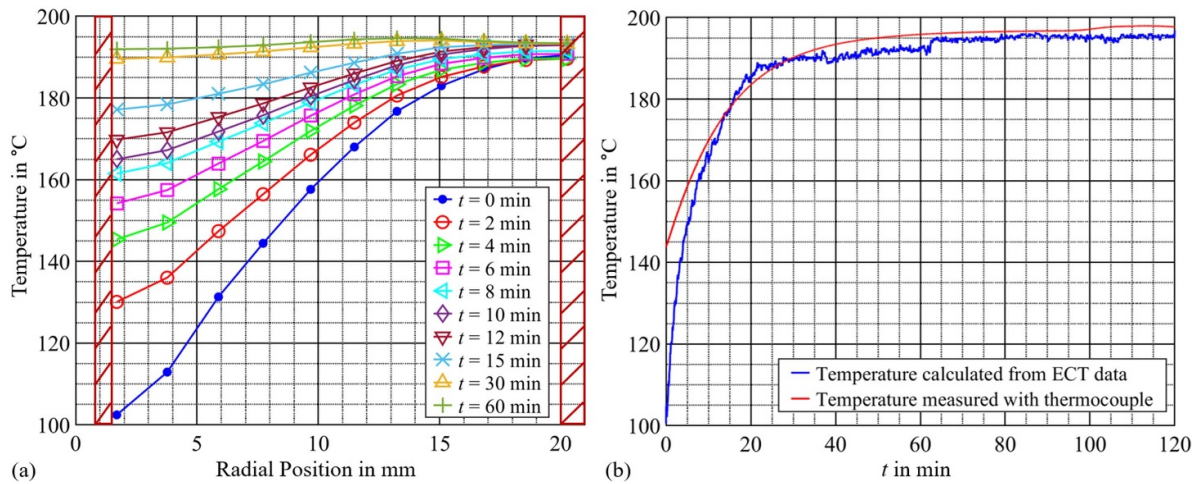 200
180
160
140
120
100
Temperature in °C
t = 0 min
t = 2 min
t = 4 min
t = 6 min
t = 8 min
t = 10 min
t = 12 min
t = 15 min
t = 30 min
t = 60 min
0 5 10 15 20
(a) Radial Position in mm
200
180
160
140
120
100
Temperature in °C
Temperature calculated from ECT data
Temperature measured with thermocouple
0 20 40 60 80 100 120
(b) t in min